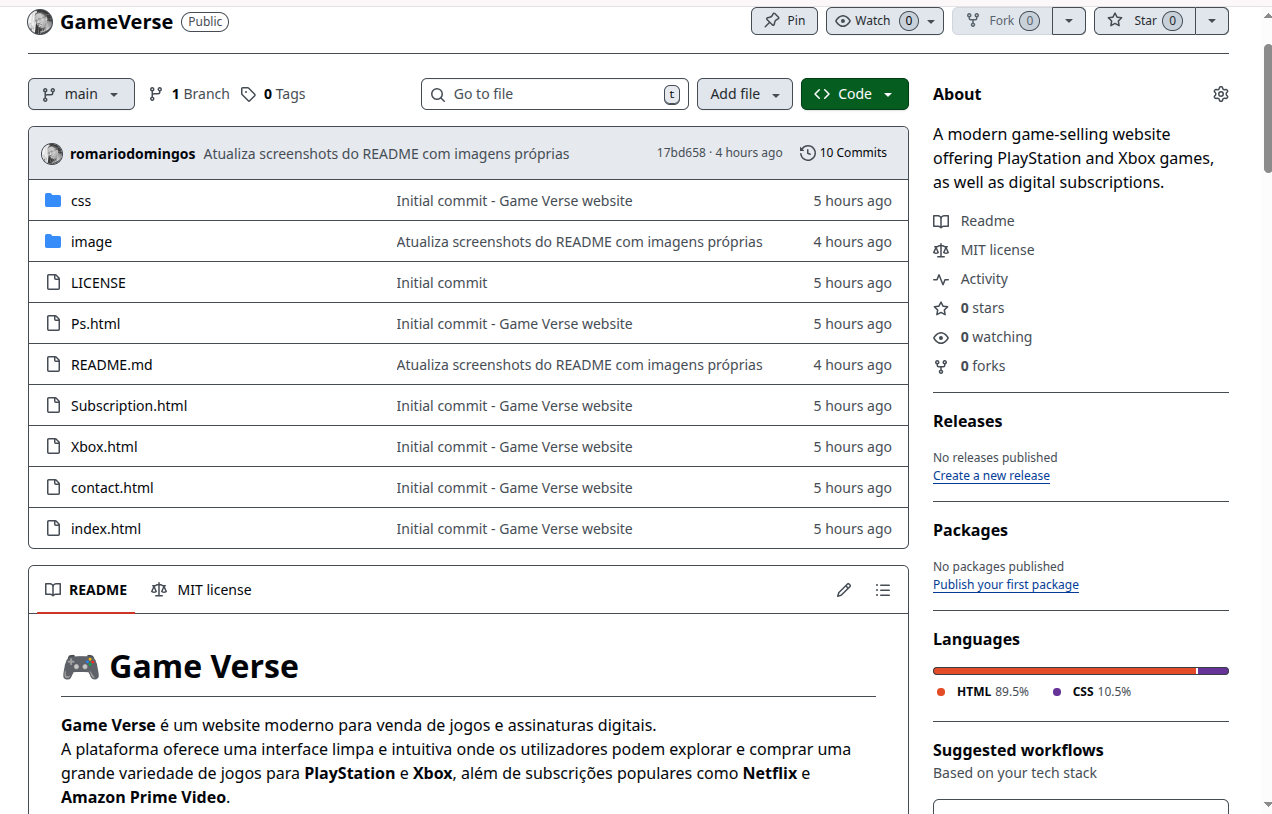 GameVerse Public Pin Watch 0 Fork 0 Star 0
main 1 Branch 0 Tags Go to file t Add file Code
romariodomingos Atualiza screenshots do README com imagens próprias 17bd658 · 4 hours ago 10 Commits
css Initial commit - Game Verse website 5 hours ago
image Atualiza screenshots do README com imagens próprias 4 hours ago
LICENSE Initial commit 5 hours ago
Ps.html Initial commit - Game Verse website 5 hours ago
README.md Atualiza screenshots do README com imagens próprias 4 hours ago
Subscription.html Initial commit - Game Verse website 5 hours ago
Xbox.html Initial commit - Game Verse website 5 hours ago
contact.html Initial commit - Game Verse website 5 hours ago
index.html Initial commit - Game Verse website 5 hours ago
README MIT license
Game Verse
Game Verse é um website moderno para venda de jogos e assinaturas digitais.
A plataforma oferece uma interface limpa e intuitiva onde os utilizadores podem explorar e comprar uma
grande variedade de jogos para PlayStation e Xbox, além de subscrições populares como Netflix e
Amazon Prime Video.
About
A modern game-selling website
offering PlayStation and Xbox games,
as well as digital subscriptions.
Readme
MIT license
Activity
0 stars
0 watching
0 forks
Releases
No releases published
Create a new release
Packages
No packages published
Publish your first package
Languages
HTML 89.5% CSS 10.5%
Suggested workflows
Based on your tech stack